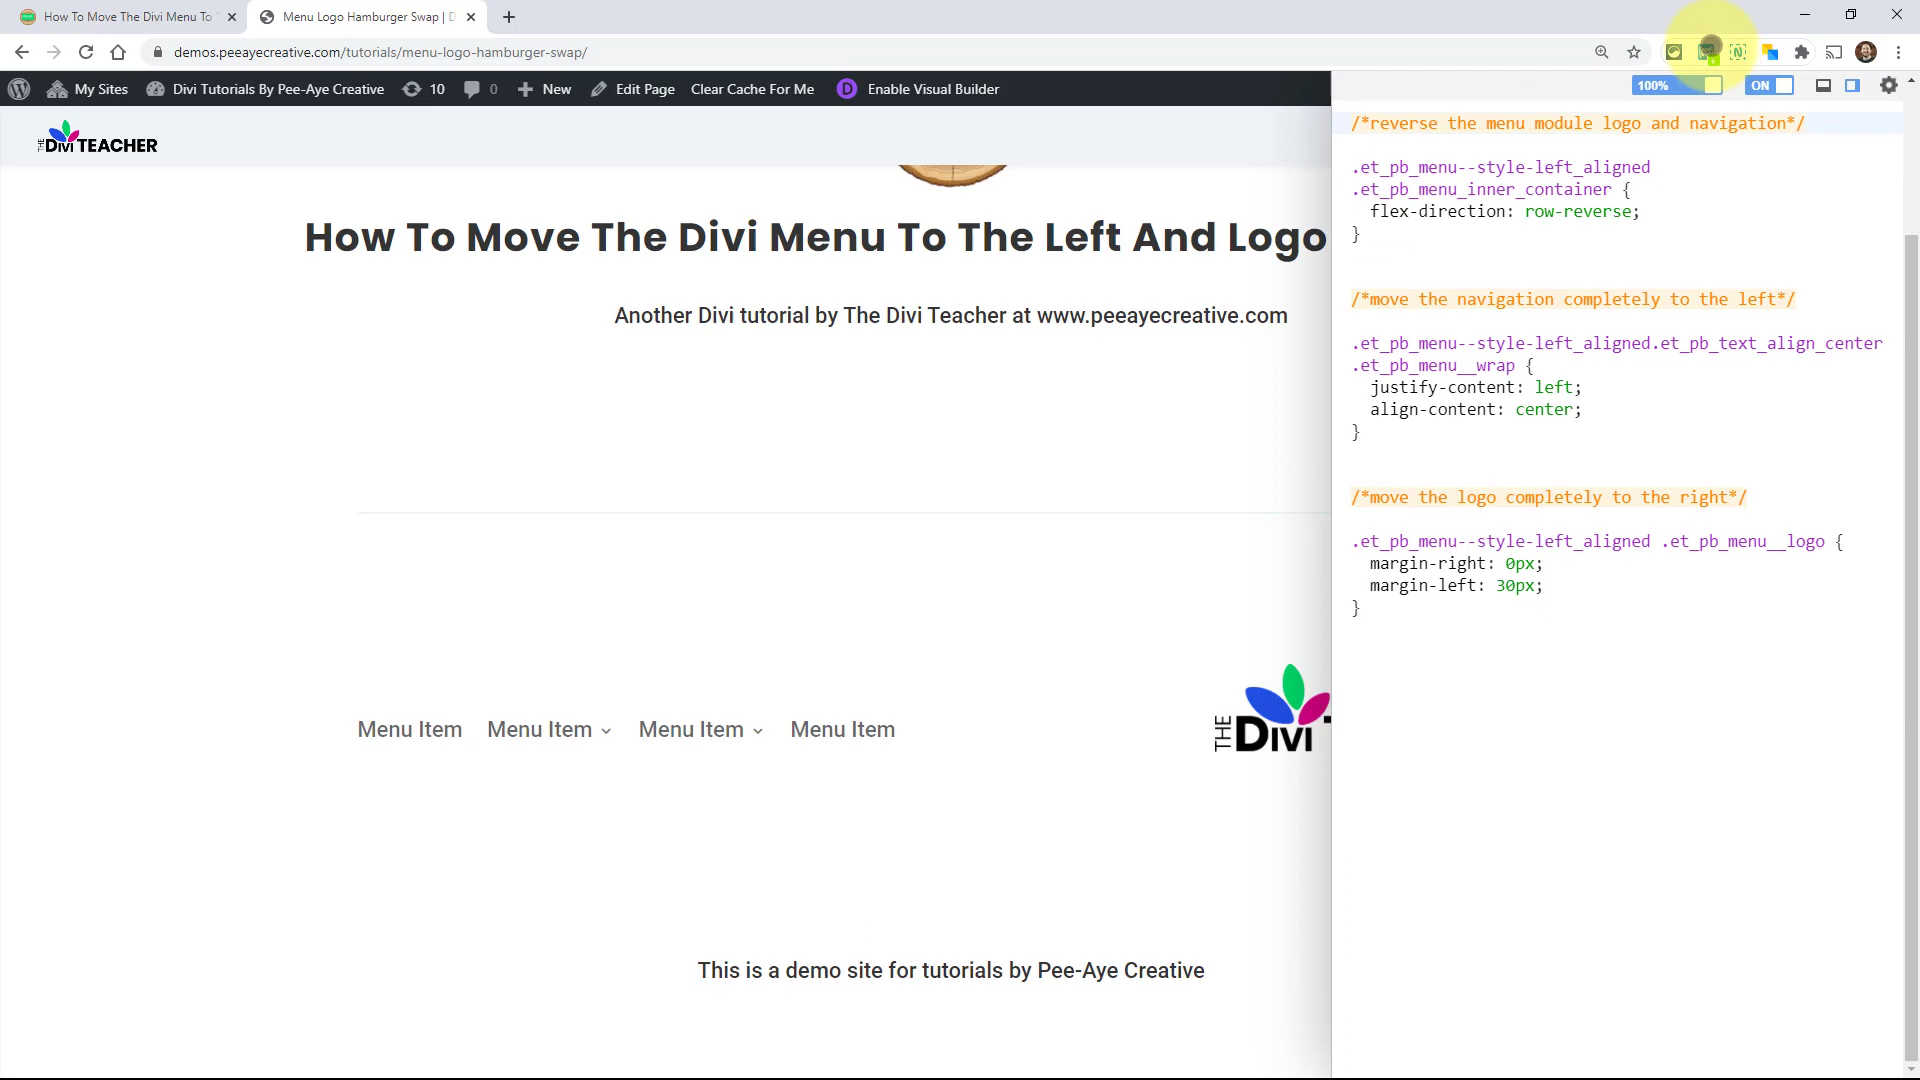 How To Move The Divi Menu To
Menu Logo Hamburger Swap | D
demos.peeayecreative.com/tutorials/menu-logo-hamburger-swap/
My Sites
Divi Tutorials By Pee-Aye Creative
10
0
New
Edit Page
Clear Cache For Me
D
Enable Visual Builder
100%
ON
THE DIVI TEACHER
How To Move The Divi Menu To The Left And Logo
Another Divi tutorial by The Divi Teacher at www.peeayecreative.com
Menu Item
Menu Item
Menu Item
Menu Item
THE DIVI T
This is a demo site for tutorials by Pee-Aye Creative
/*reverse the menu module logo and navigation*/
.et_pb_menu--style-left_aligned
.et_pb_menu_inner_container {
flex-direction: row-reverse;
}
/*move the navigation completely to the left*/
.et_pb_menu--style-left_aligned.et_pb_text_align_center
.et_pb_menu__wrap {
justify-content: left;
align-content: center;
}
/*move the logo completely to the right*/
.et_pb_menu--style-left_aligned .et_pb_menu__logo {
margin-right: 0px;
margin-left: 30px;
}